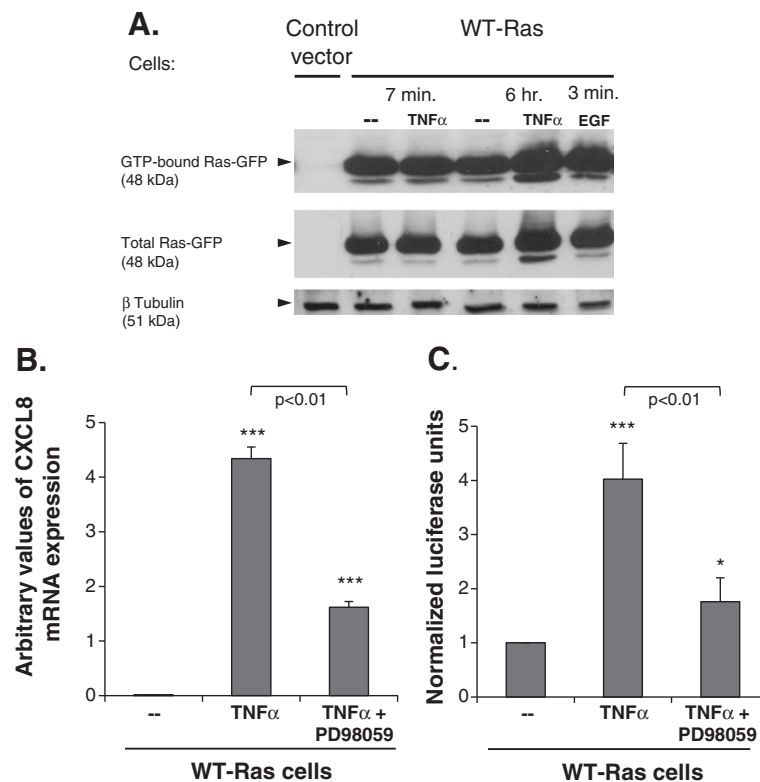 A.
Control vector
WT-Ras
Cells:
7 min.
6 hr.
3 min.
--
TNFα
--
TNFα
EGF
GTP-bound Ras-GFP
(48 kDa)
Total Ras-GFP
(48 kDa)
β Tubulin
(51 kDa)
B.
p<0.01
Arbitrary values of CXCL8
mRNA expression
5
4
3
2
1
0
***
***
--
TNFα
TNFα +
PD98059
WT-Ras cells
C.
p<0.01
Normalized luciferase units
5
4
3
2
1
0
***
*
--
TNFα
TNFα +
PD98059
WT-Ras cells